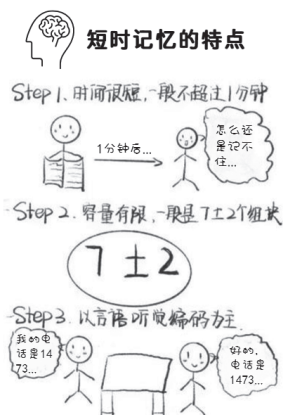 短时记忆的特点
Step 1、时间很短,一般不超过1分钟
1分钟后...
怎么还
是记不
住...
Step 2. 容量有限,一般是7±2个组块
7±2
Step 3. 以言语听觉编码为主
我的电
话是14
73...
好的,
电话是
1473...